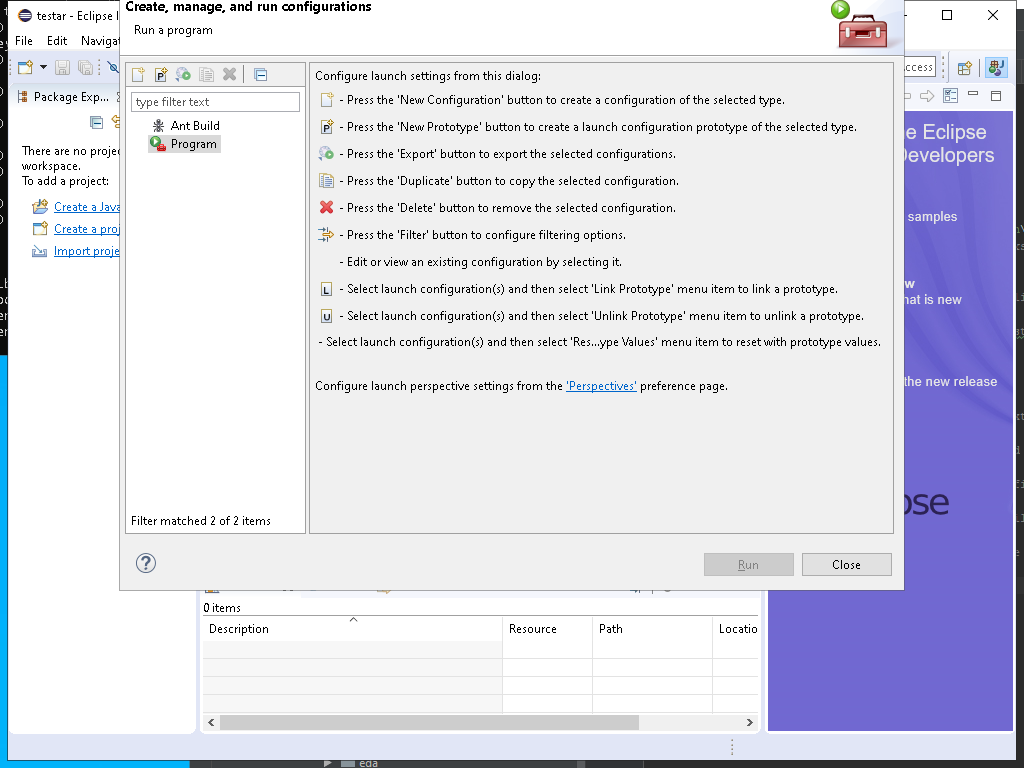 Create, manage, and run configurations
testar - Eclipse I
Run a program
File Edit Navigat
Configure launch settings from this dialog:
Package Exp...
type filter text
- Press the 'New Configuration' button to create a configuration of the selected type.
Ant Build
- Press the 'New Prototype' button to create a launch configuration prototype of the selected type.
Program
- Press the 'Export' button to export the selected configurations.
- Press the 'Duplicate' button to copy the selected configuration.
- Press the 'Delete' button to remove the selected configuration.
- Press the 'Filter' button to configure filtering options.
- Edit or view an existing configuration by selecting it.
L - Select launch configuration(s) and then select 'Link Prototype' menu item to link a prototype.
U - Select launch configuration(s) and then select 'Unlink Prototype' menu item to unlink a prototype.
- Select launch configuration(s) and then select 'Res...ype Values' menu item to reset with prototype values.
Configure launch perspective settings from the 'Perspectives' preference page.
There are no projec
workspace.
To add a project:
Create a Java
Create a proj
Import proje
cess
e Eclipse
Developers
samples
w
hat is new
the new release
pse
Filter matched 2 of 2 items
?
Run
Close
0 items
Description Resource Path Locatio
eda